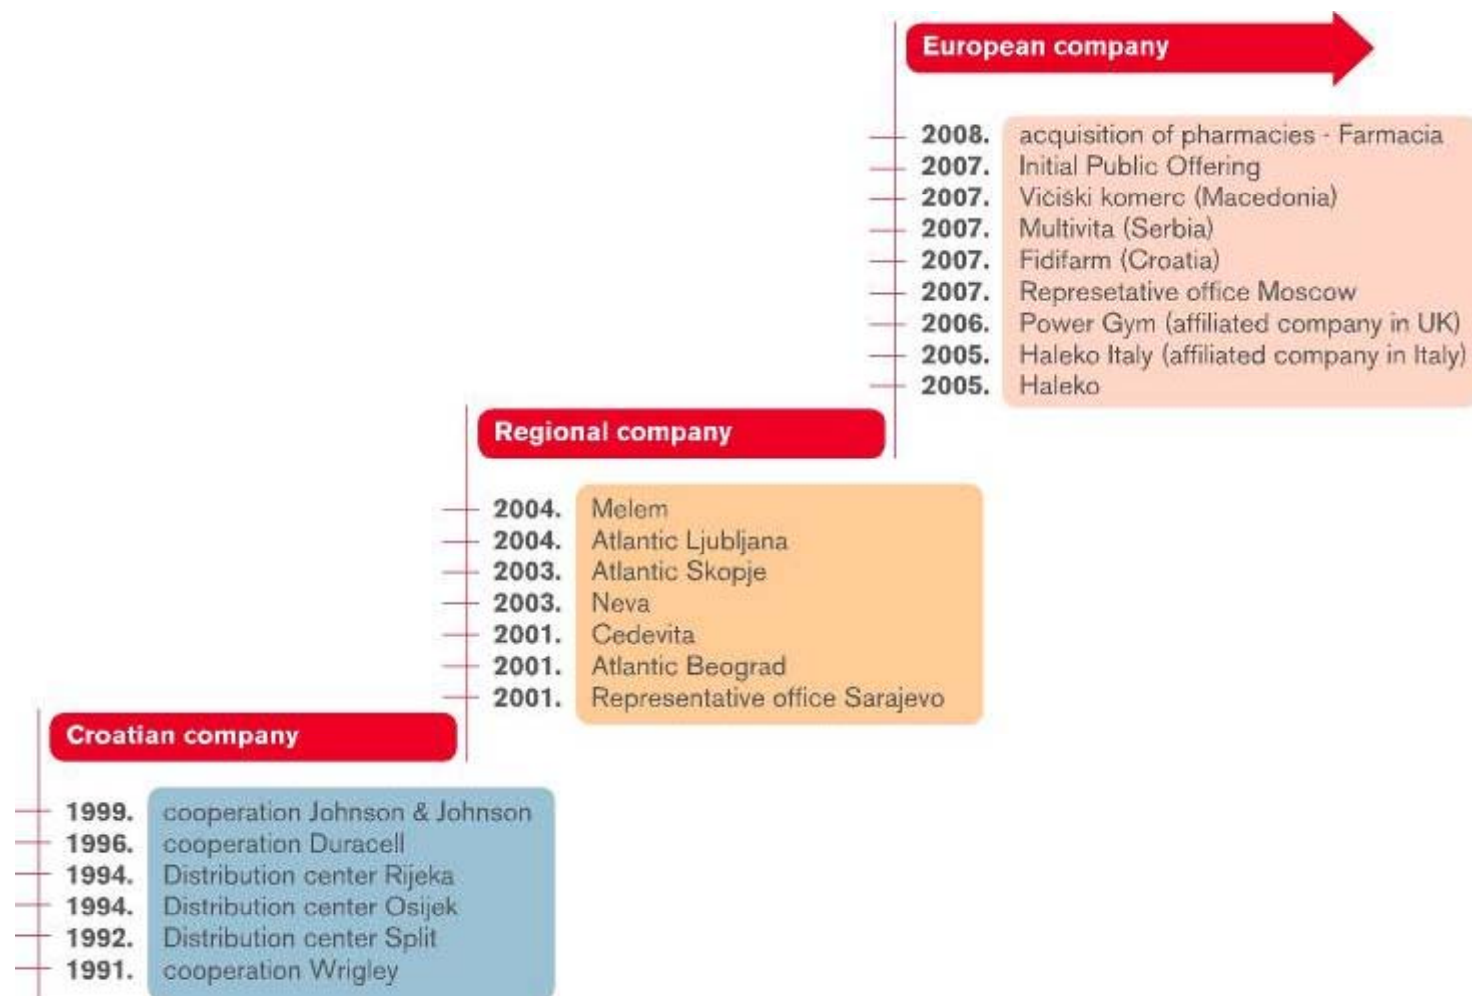 European company
2008. acquisition of pharmacies - Farmacia
2007. Initial Public Offering
2007. Vičiški komerc (Macedonia)
2007. Multivita (Serbia)
2007. Fidifarm (Croatia)
2007. Represetative office Moscow
2006. Power Gym (affiliated company in UK)
2005. Haleko Italy (affiliated company in Italy)
2005. Haleko
Regional company
2004. Melem
2004. Atlantic Ljubljana
2003. Atlantic Skopje
2003. Neva
2001. Cedevita
2001. Atlantic Beograd
2001. Representative office Sarajevo
Croatian company
1999. cooperation Johnson & Johnson
1996. cooperation Duracell
1994. Distribution center Rijeka
1994. Distribution center Osijek
1992. Distribution center Split
1991. cooperation Wrigley